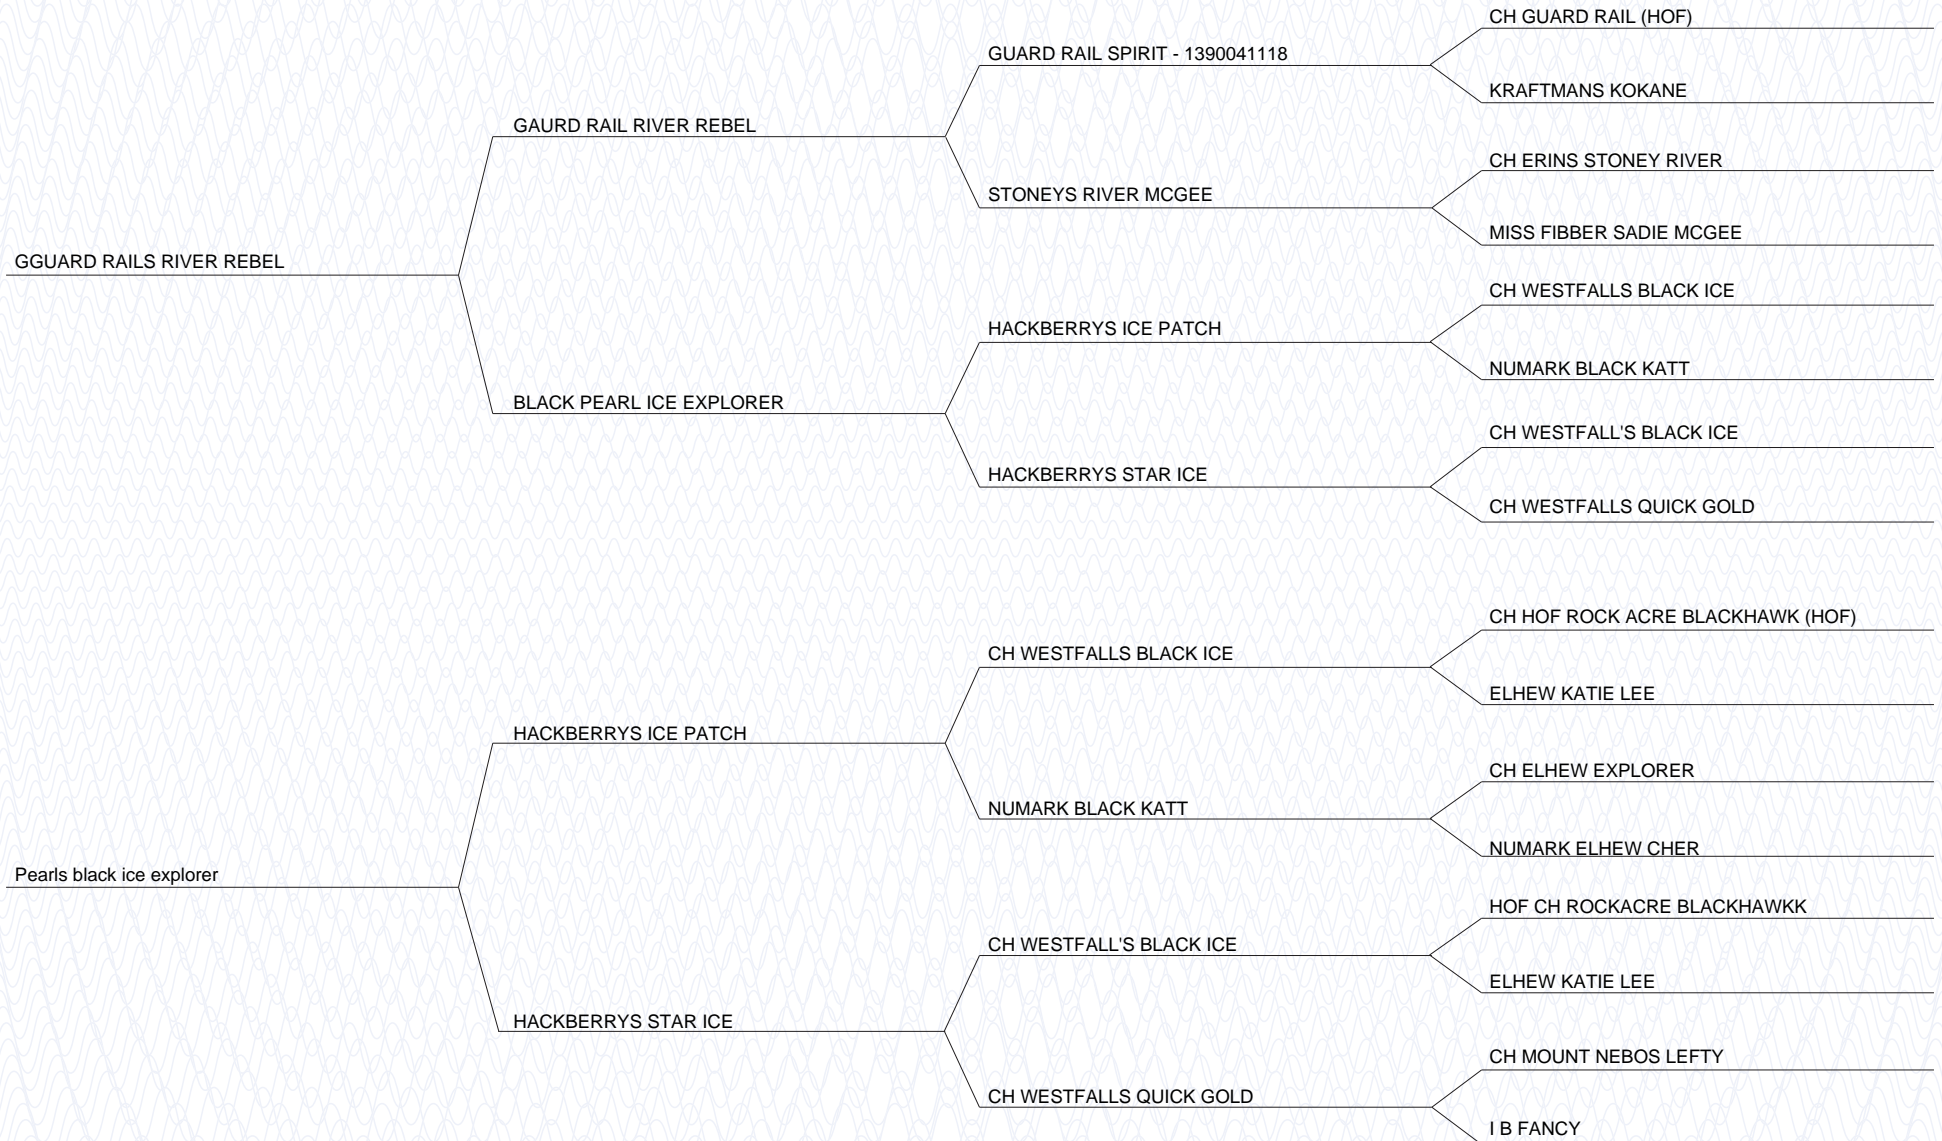 CH GUARD RAIL (HOF)
GUARD RAIL SPIRIT - 1390041118
KRAFTMANS KOKANE
GAURD RAIL RIVER REBEL
CH ERINS STONEY RIVER
STONEYS RIVER MCGEE
MISS FIBBER SADIE MCGEE
GGUARD RAILS RIVER REBEL
CH WESTFALLS BLACK ICE
HACKBERRYS ICE PATCH
NUMARK BLACK KATT
BLACK PEARL ICE EXPLORER
CH WESTFALL'S BLACK ICE
HACKBERRYS STAR ICE
CH WESTFALLS QUICK GOLD
CH HOF ROCK ACRE BLACKHAWK (HOF)
CH WESTFALLS BLACK ICE
ELHEW KATIE LEE
HACKBERRYS ICE PATCH
CH ELHEW EXPLORER
NUMARK BLACK KATT
NUMARK ELHEW CHER
Pearls black ice explorer
HOF CH ROCKACRE BLACKHAWKK
CH WESTFALL'S BLACK ICE
ELHEW KATIE LEE
HACKBERRYS STAR ICE
CH MOUNT NEBOS LEFTY
CH WESTFALLS QUICK GOLD
I B FANCY